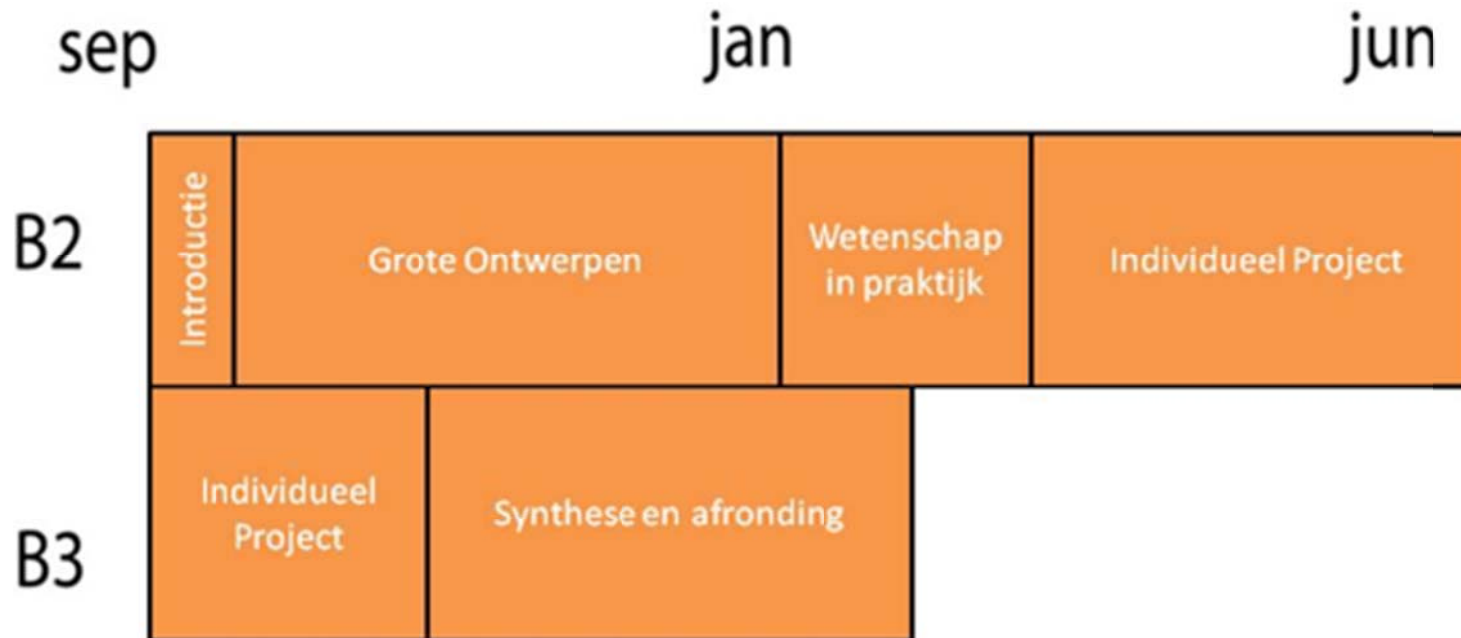 sep jan jun
B2
Introductie
Grote Ontwerpen
Wetenschap
in praktijk
Individueel Project
B3
Individueel
Project
Synthese en afronding